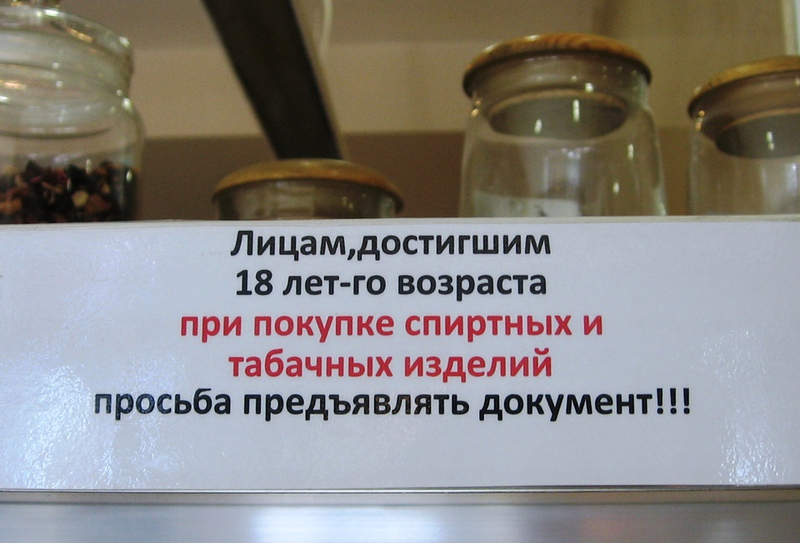 Лицам,достигшим
18 лет-го возраста
при покупке спиртных и
табачных изделий
просьба предъявлять документ!!!